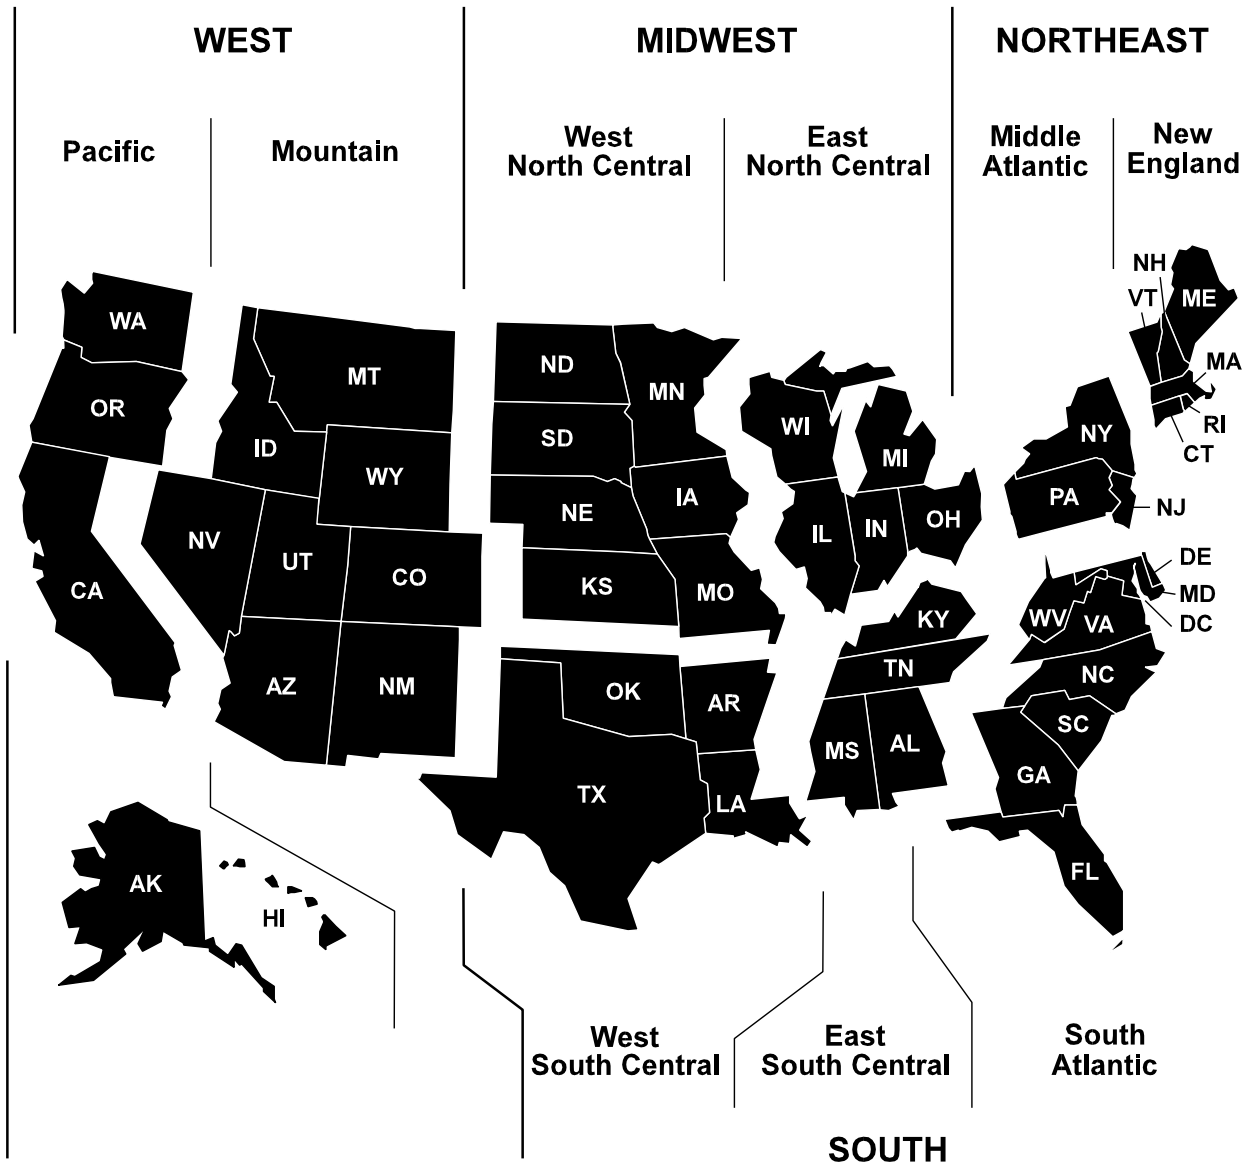 WEST
MIDWEST
NORTHEAST
Pacific
Mountain
West
North Central
East
North Central
Middle
Atlantic
New
England
WA
OR
CA
NV
ID
MT
WY
UT
CO
AZ
NM
AK
HI
ND
SD
NE
KS
MN
IA
MO
WI
MI
IL
IN
OH
NY
PA
NJ
NH
VT
ME
MA
RI
CT
OK
TX
AR
LA
KY
TN
MS
AL
DE
MD
DC
WV
VA
NC
SC
GA
FL
West
South Central
East
South Central
South
Atlantic
SOUTH